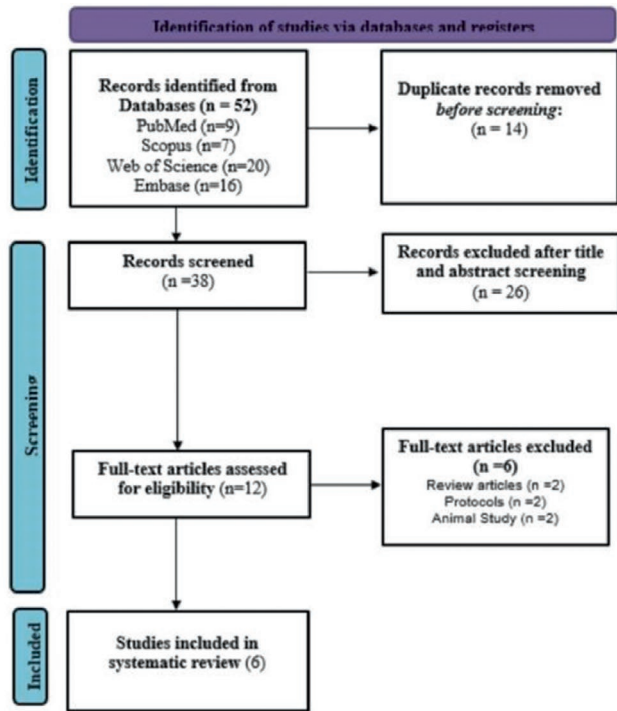 Identification of studies via databases and registers
Identification
Records identified from
Databases (n = 52)
PubMed (n=9)
Scopus (n=7)
Web of Science (n=20)
Embase (n=16)
Duplicate records removed
before screening:
(n = 14)
Screening
Records screened
(n =38)
Records excluded after title
and abstract screening
(n = 26)
Full-text articles assessed
for eligibility (n=12)
Full-text articles excluded
(n =6)
Review articles (n =2)
Protocols (n =2)
Animal Study (n =2)
Included
Studies included in
systematic review (6)